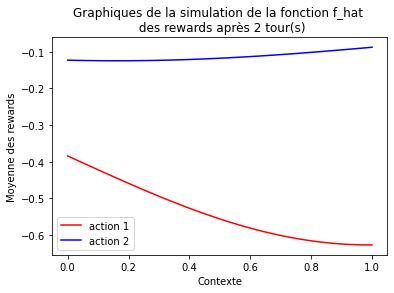 Graphiques de la simulation de la fonction f_hat
des rewards après 2 tour(s)
Moyenne des rewards
−0.1
−0.2
−0.3
−0.4
−0.5
−0.6
action 1
action 2
0.0 0.2 0.4 0.6 0.8 1.0
Contexte